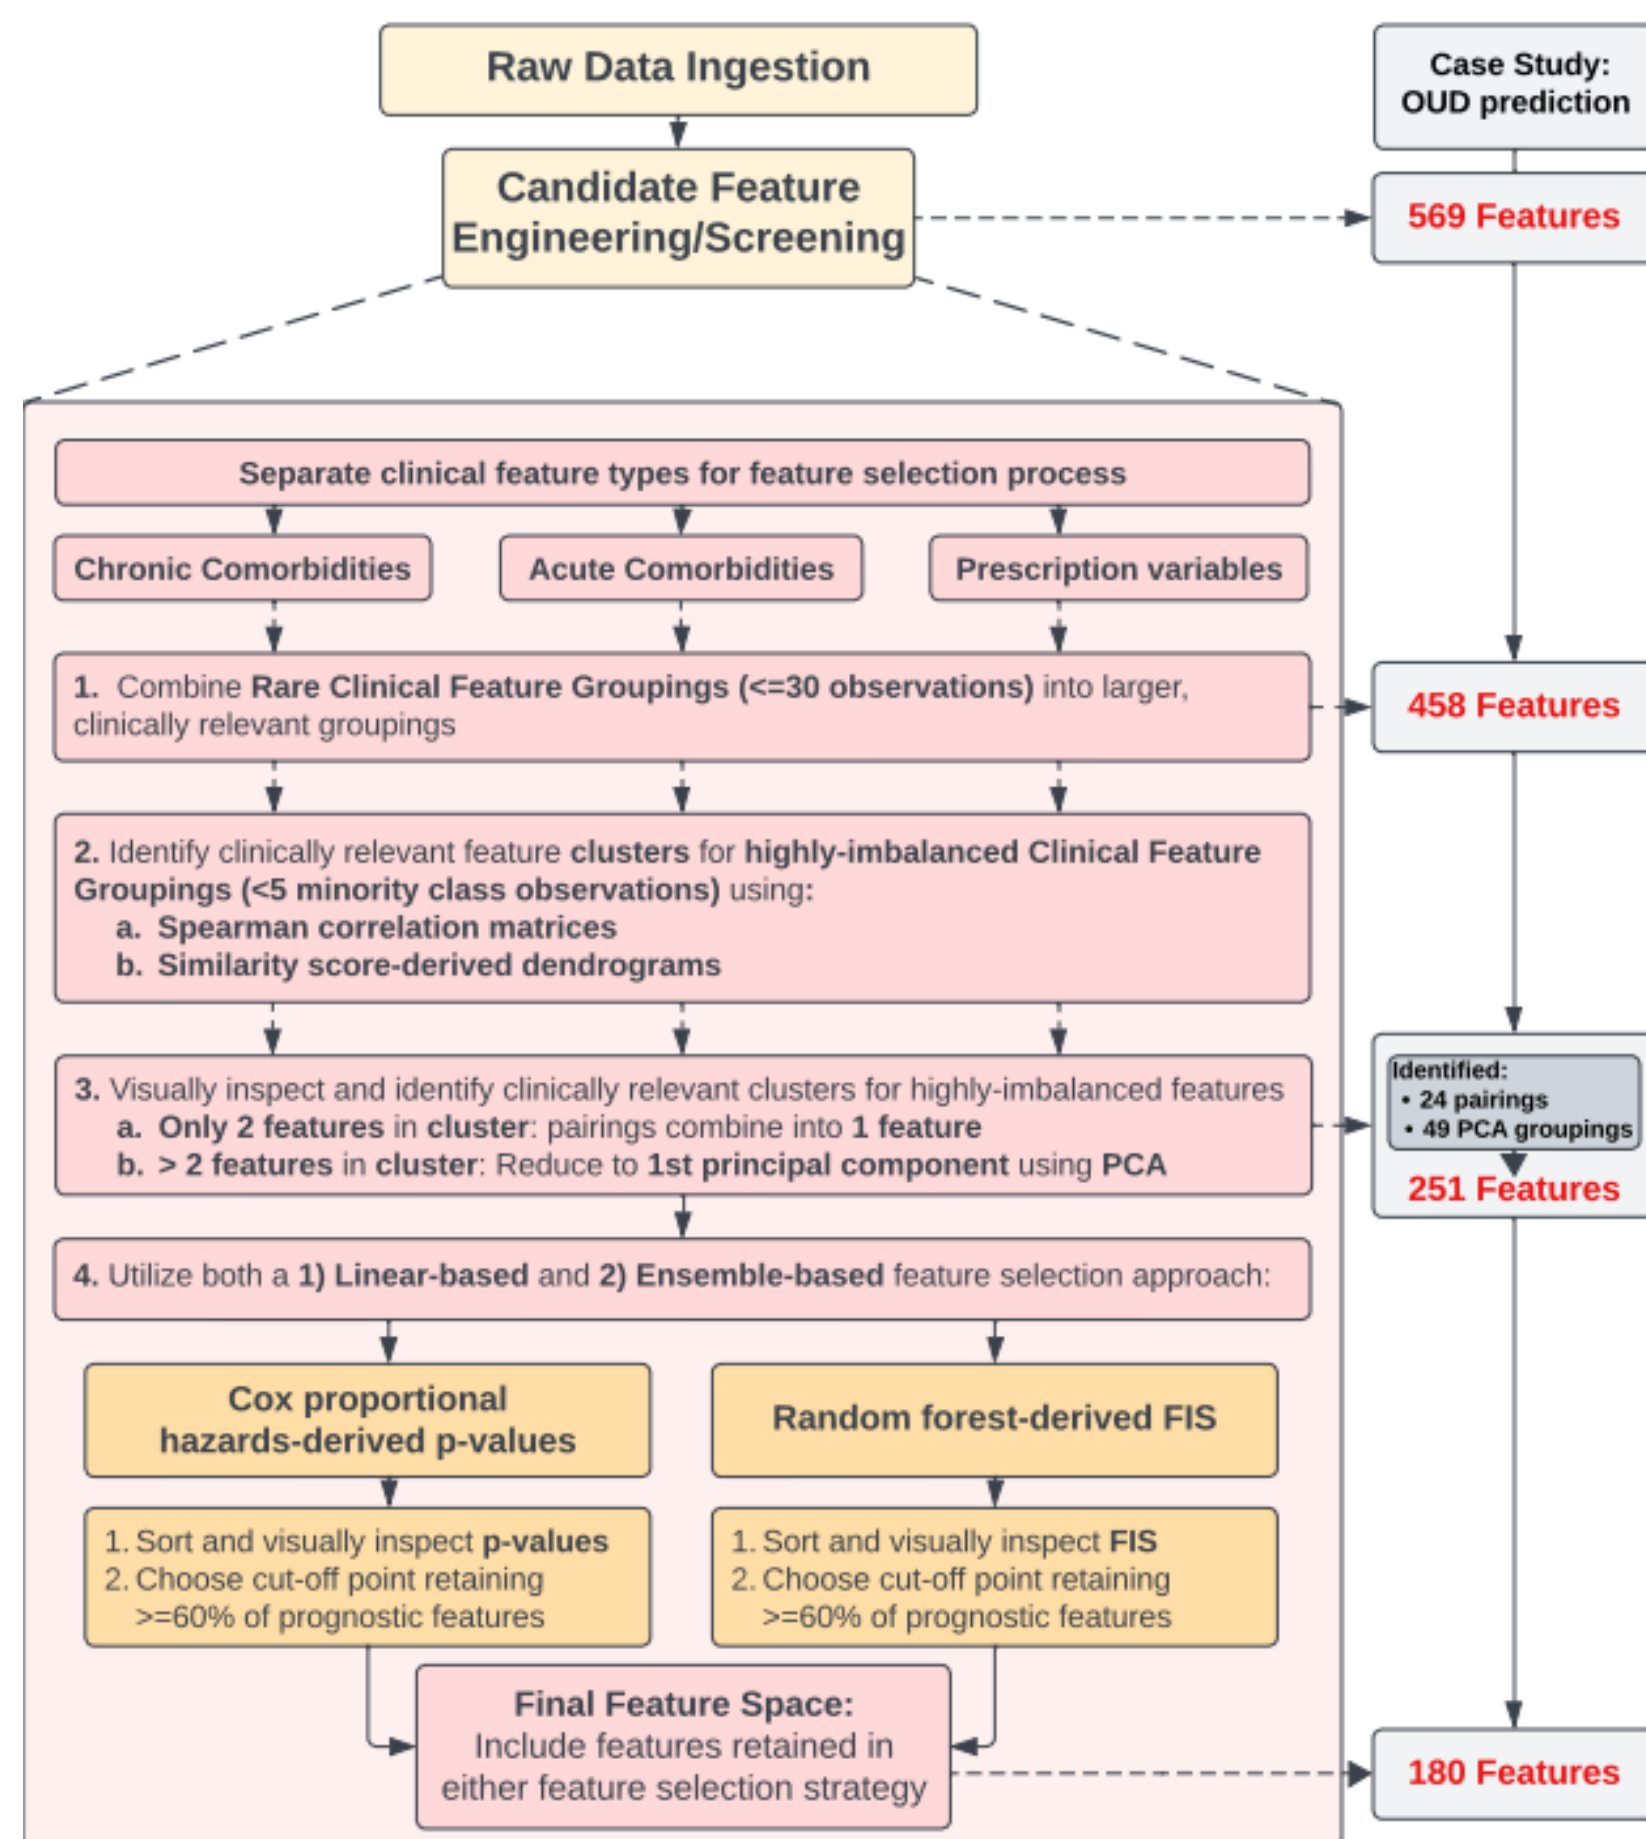 Raw Data Ingestion
Case Study:
OUD prediction
Candidate Feature
Engineering/Screening
569 Features
Separate clinical feature types for feature selection process
Chronic Comorbidities
Acute Comorbidities
Prescription variables
1. Combine Rare Clinical Feature Groupings (<=30 observations) into larger,
clinically relevant groupings
458 Features
2. Identify clinically relevant feature clusters for highly-imbalanced Clinical Feature
Groupings (<5 minority class observations) using:
a. Spearman correlation matrices
b. Similarity score-derived dendrograms
3. Visually inspect and identify clinically relevant clusters for highly-imbalanced features
a. Only 2 features in cluster: pairings combine into 1 feature
b. > 2 features in cluster: Reduce to 1st principal component using PCA
Identified:
• 24 pairings
• 49 PCA groupings
251 Features
4. Utilize both a 1) Linear-based and 2) Ensemble-based feature selection approach:
Cox proportional
hazards-derived p-values
Random forest-derived FIS
1. Sort and visually inspect p-values
2. Choose cut-off point retaining
>=60% of prognostic features
1. Sort and visually inspect FIS
2. Choose cut-off point retaining
>=60% of prognostic features
Final Feature Space:
Include features retained in
either feature selection strategy
180 Features